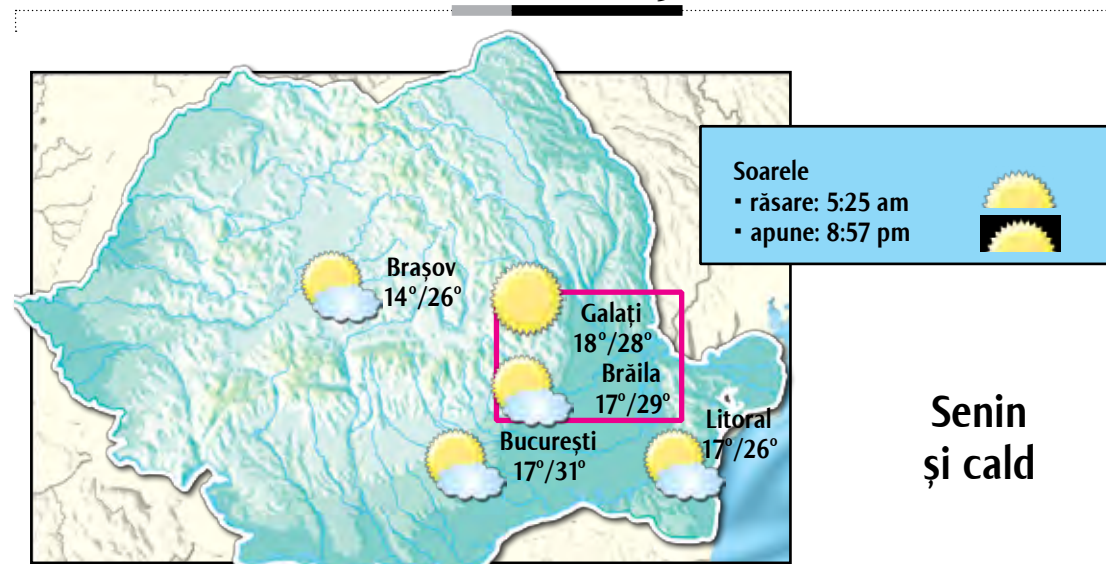 Soarele
▪ răsare: 5:25 am
▪ apune: 8:57 pm
Brașov
14°/26°
Galați
18°/28°
Brăila
17°/29°
Litoral
17°/26°
București
17°/31°
Senin
și cald